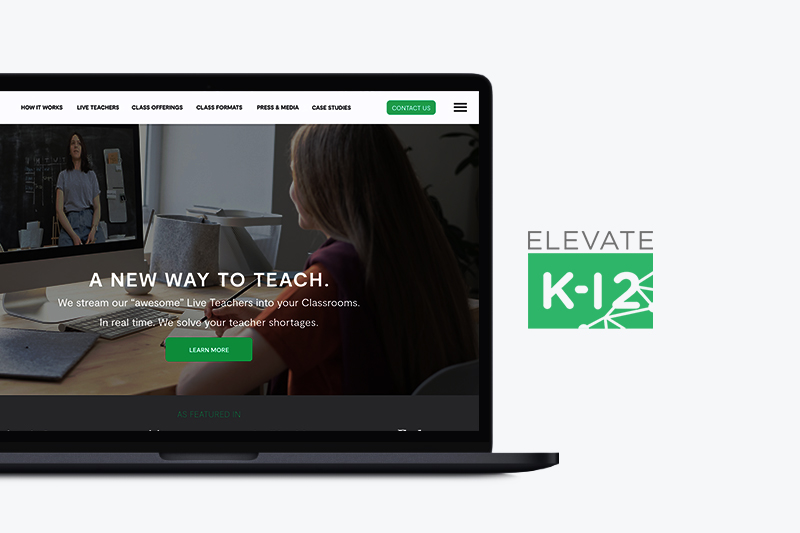 HOW IT WORKS LIVE TEACHERS CLASS OFFERINGS CLASS FORMATS PRESS & MEDIA CASE STUDIES CONTACT US
A NEW WAY TO TEACH.
We stream our “awesome” Live Teachers into your Classrooms.
In real time. We solve your teacher shortages.
LEARN MORE
AS FEATURED IN
ELEVATE
K-12